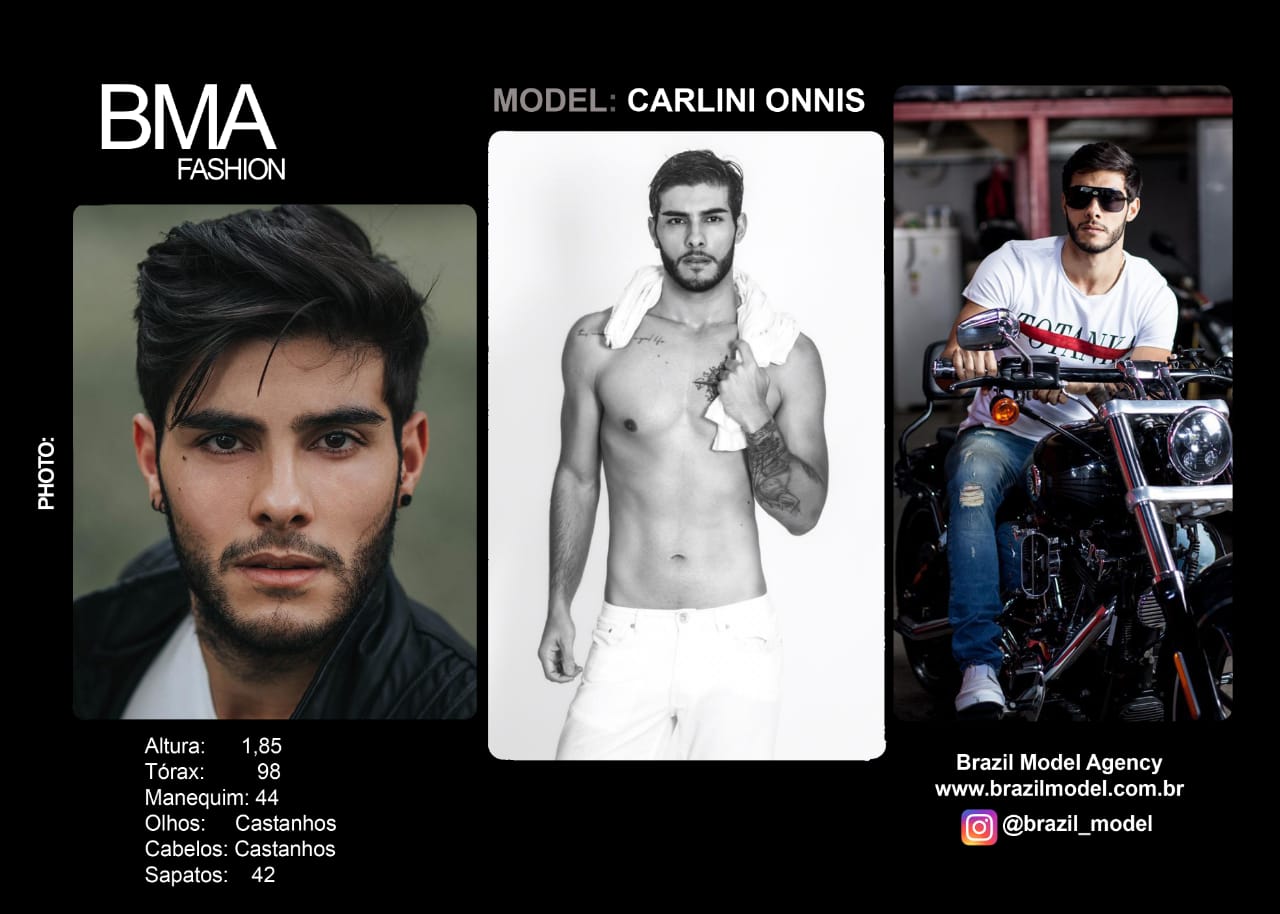 BMA
FASHION
MODEL: CARLINI ONNIS
PHOTO:
TOTANK
Altura: 1,85
Tórax: 98
Manequim: 44
Olhos: Castanhos
Cabelos: Castanhos
Sapatos: 42
Brazil Model Agency
www.brazilmodel.com.br
@brazil_model